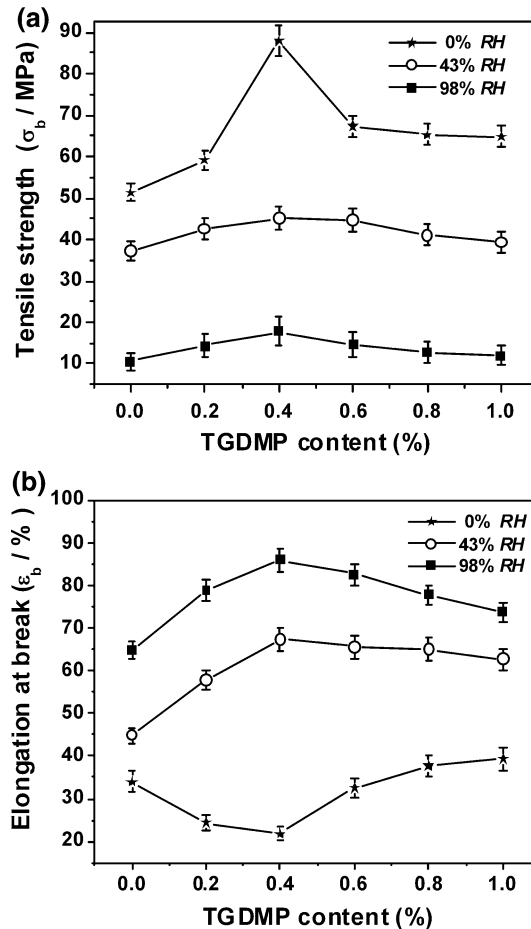 (a)
90
80
70
60
50
40
30
20
10
Tensile strength (σb / MPa)
0% RH
43% RH
98% RH
0.0 0.2 0.4 0.6 0.8 1.0
TGDMP content (%)
(b)
100
90
80
70
60
50
40
30
20
Elongation at break (εb / %)
0% RH
43% RH
98% RH
0.0 0.2 0.4 0.6 0.8 1.0
TGDMP content (%)